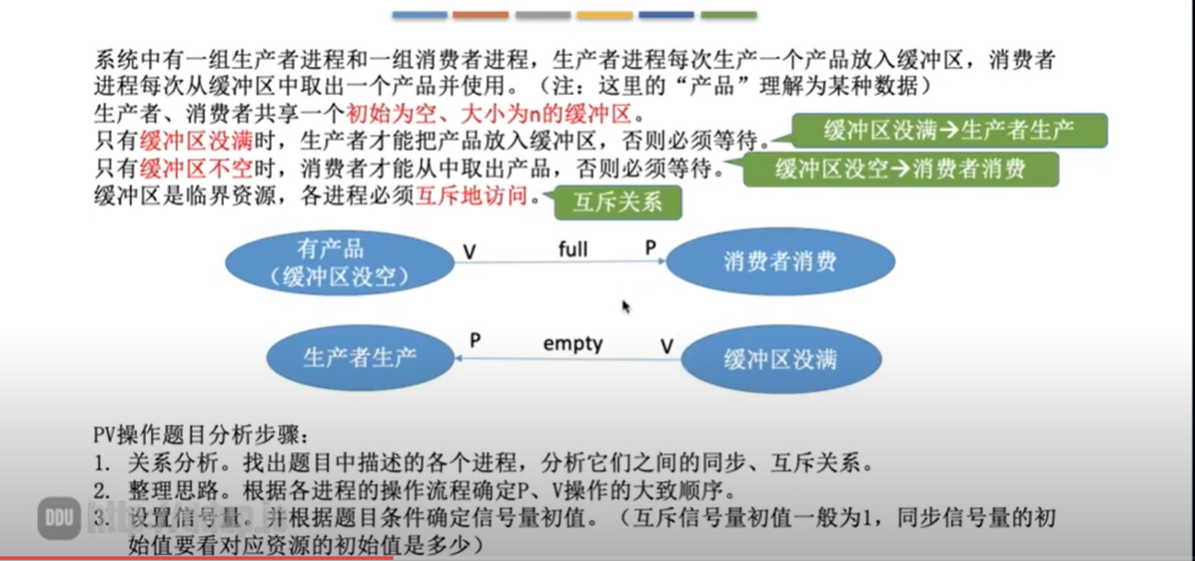 系统中有一组生产者进程和一组消费者进程，生产者进程每次生产一个产品放入缓冲区，消费者
进程每次从缓冲区中取出一个产品并使用。（注：这里的“产品”理解为某种数据）
生产者、消费者共享一个初始为空、大小为n的缓冲区。
只有缓冲区没满时，生产者才能把产品放入缓冲区，否则必须等待。
缓冲区没满→生产者生产
只有缓冲区不空时，消费者才能从中取出产品，否则必须等待。
缓冲区没空→消费者消费
缓冲区是临界资源，各进程必须互斥地访问。
互斥关系
有产品
（缓冲区没空）
V full P
消费者消费
生产者生产
P empty V
缓冲区没满
PV操作题目分析步骤：
1. 关系分析。找出题目中描述的各个进程，分析它们之间的同步、互斥关系。
2. 整理思路。根据各进程的操作流程确定P、V操作的大致顺序。
3. 设置信号量。并根据题目条件确定信号量初值。（互斥信号量初值一般为1，同步信号量的初
始值要看对应资源的初始值是多少）
DDU